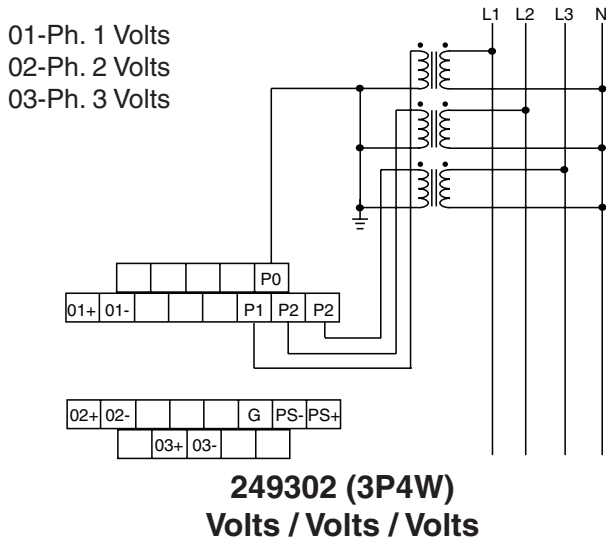 L1 L2 L3 N
01-Ph. 1 Volts
02-Ph. 2 Volts
03-Ph. 3 Volts
P0
01+ 01- P1 P2 P2
02+ 02- G PS- PS+
03+ 03-
249302 (3P4W)
Volts / Volts / Volts